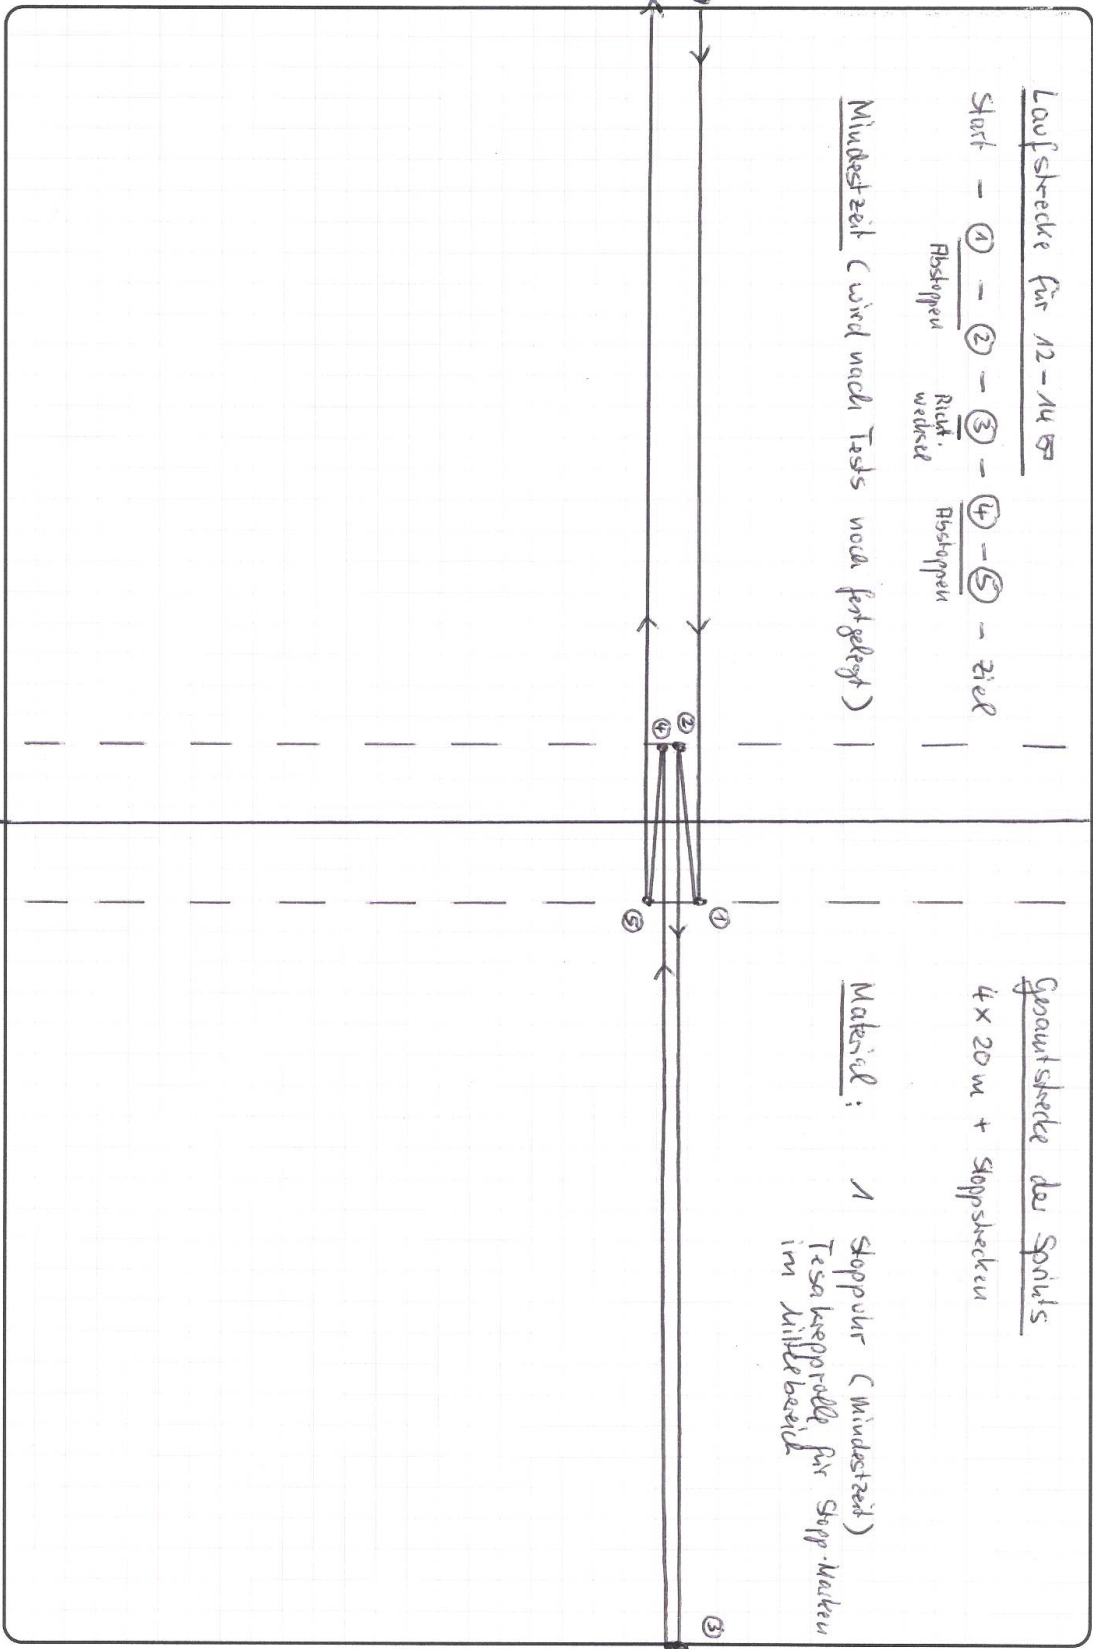 Laufstrecke für 12-14
Start - ① - ② - ③ - ④ - ⑤ - Ziel
Abstoppen
Richt.
wechsel
Abstoppen
Mindestzeit (wird nach Tests noch festgelegt)
②
④
①
⑤
Gesamtstrecke der Sprints
4 x 20 m + Stoppstrecken
Material: 1 Stoppuhr (Mindestzeit)
Tesakrepprolle für Stopp-Marken
im Mittelbereich
③